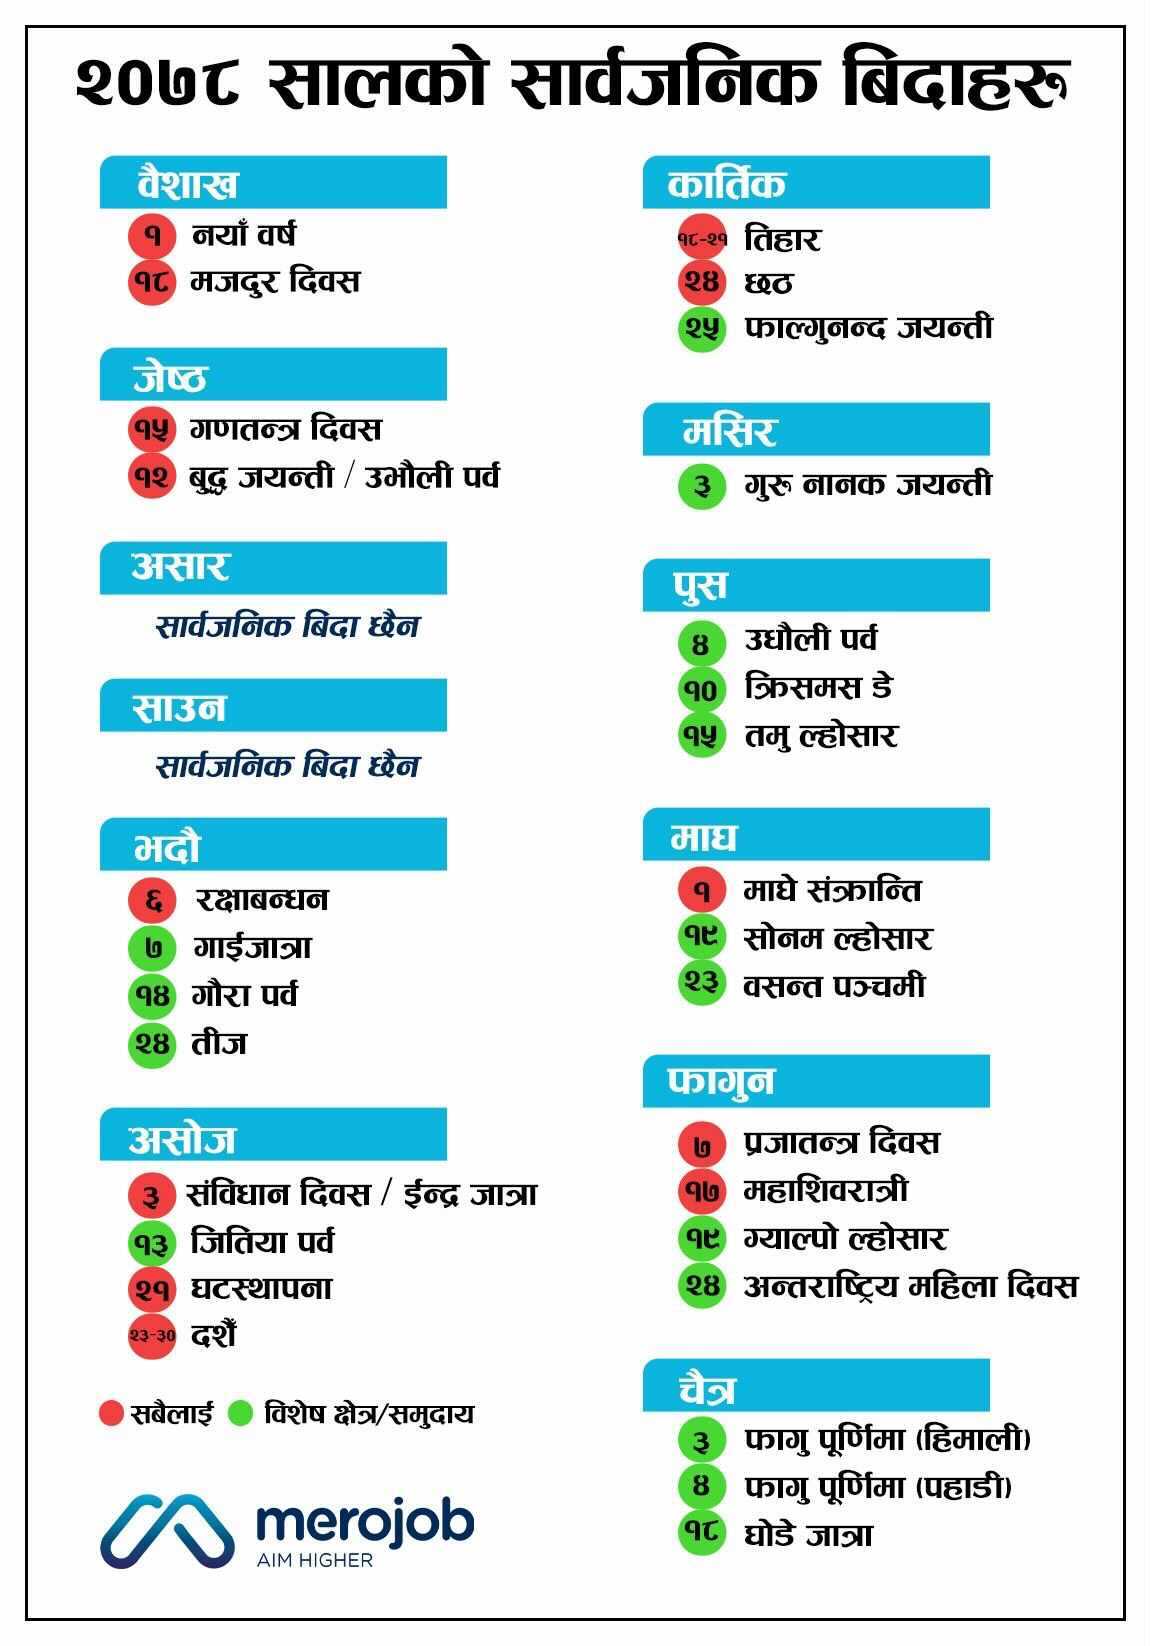 २०७८ सालको सार्वजनिक बिदाहरु
वैशाख
१ नयाँ वर्ष
१८ मजदुर दिवस
जेष्ठ
१५ गणतन्त्र दिवस
१२ बुद्ध जयन्ती / उभौली पर्व
असार
सार्वजनिक बिदा छैन
साउन
सार्वजनिक बिदा छैन
भदौ
६ रक्षाबन्धन
७ गाईजात्रा
१४ गौरा पर्व
२४ तीज
असोज
३ संविधान दिवस / ईन्द्र जात्रा
१३ जितिया पर्व
२१ घटस्थापना
२३-३० दशैँ
सबैलाई विशेष क्षेत्र/समुदाय
merojob
AIM HIGHER
कार्तिक
१८-२१ तिहार
२४ छठ
२५ फाल्गुनन्द जयन्ती
मसिर
३ गुरू नानक जयन्ती
पुस
४ उधौली पर्व
१० क्रिसमस डे
१५ तमु ल्होसार
माघ
१ माघे संक्रान्ति
१९ सोनम ल्होसार
२३ वसन्त पञ्चमी
फागुन
७ प्रजातन्त्र दिवस
१७ महाशिवरात्री
१९ ग्याल्पो ल्होसार
२४ अन्तराष्ट्रिय महिला दिवस
चैत्र
३ फागु पूर्णिमा (हिमाली)
४ फागु पूर्णिमा (पहाडी)
१८ घोडे जात्रा